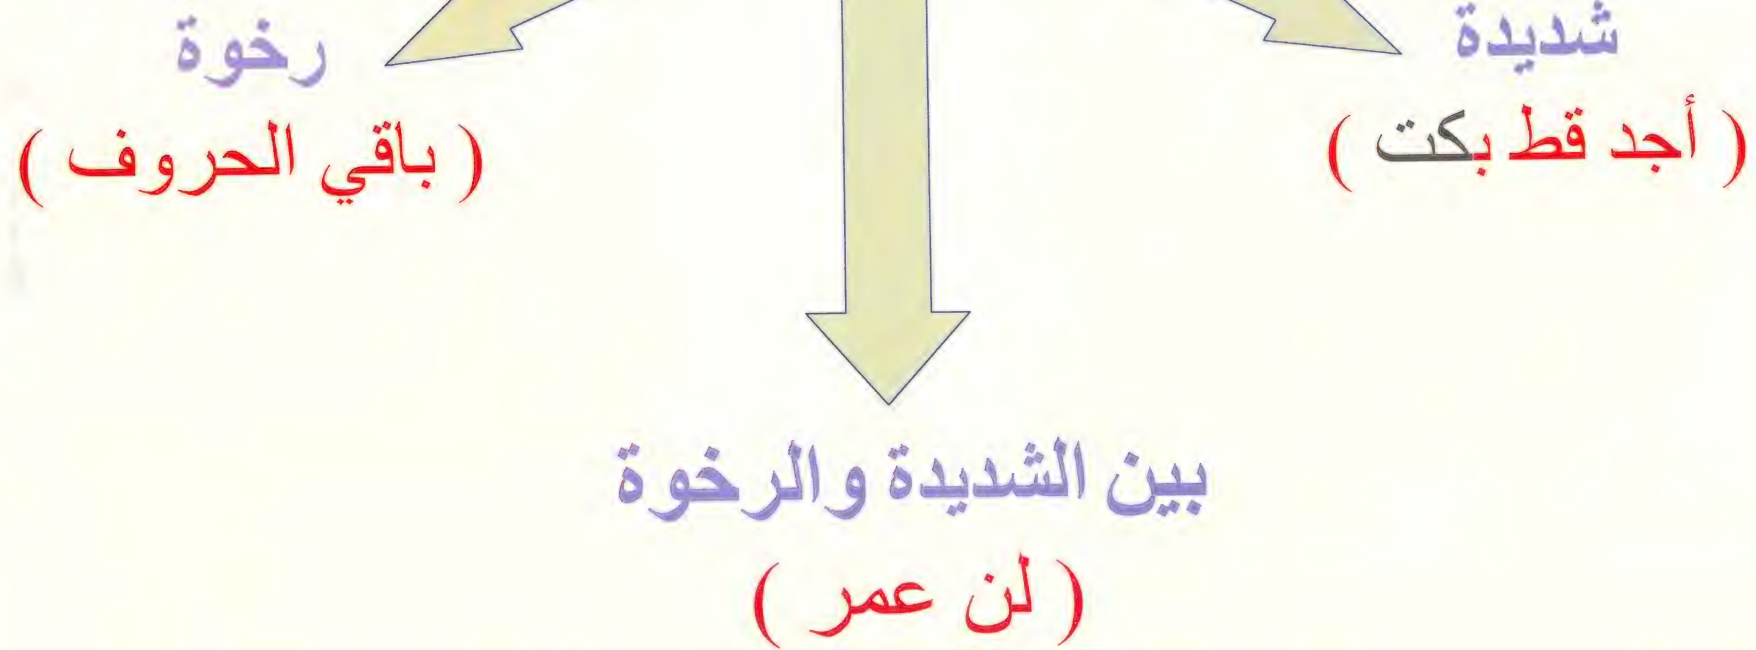 شديدة
( أجد قط بكت )
رخوة
( باقي الحروف )
بين الشديدة والرخوة
( لن عمر )